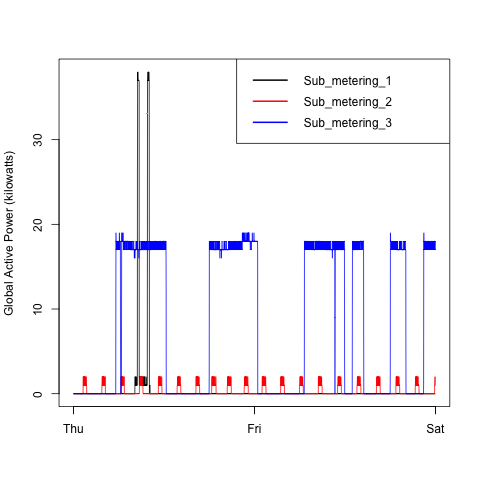 Sub_metering_1
Sub_metering_2
Sub_metering_3
Global Active Power (kilowatts)
30
20
10
0
Thu Fri Sat